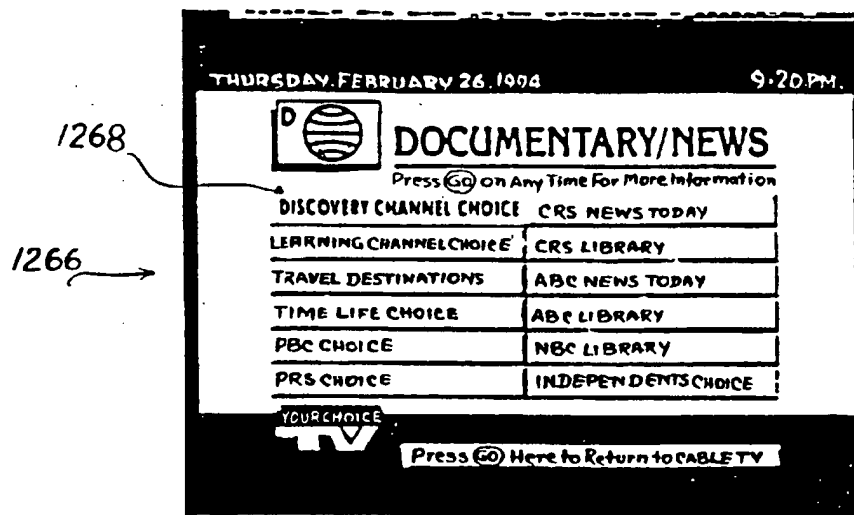 THURSDAY. FEBRUARY 26. 1994 9.20.PM.
D
1268
DOCUMENTARY/NEWS
Press GO on Any Time For More Information
DISCOVERY CHANNEL CHOICE CRS NEWS TODAY
LEARNING CHANNEL CHOICE CRS LIBRARY
1266
TRAVEL DESTINATIONS ABC NEWS TODAY
TIME LIFE CHOICE ABC LIBRARY
PBC CHOICE NBC LIBRARY
PRS CHOICE INDEPENDENTS CHOICE
YOUR CHOICE
TV
Press GO Here to Return to CABLE TV